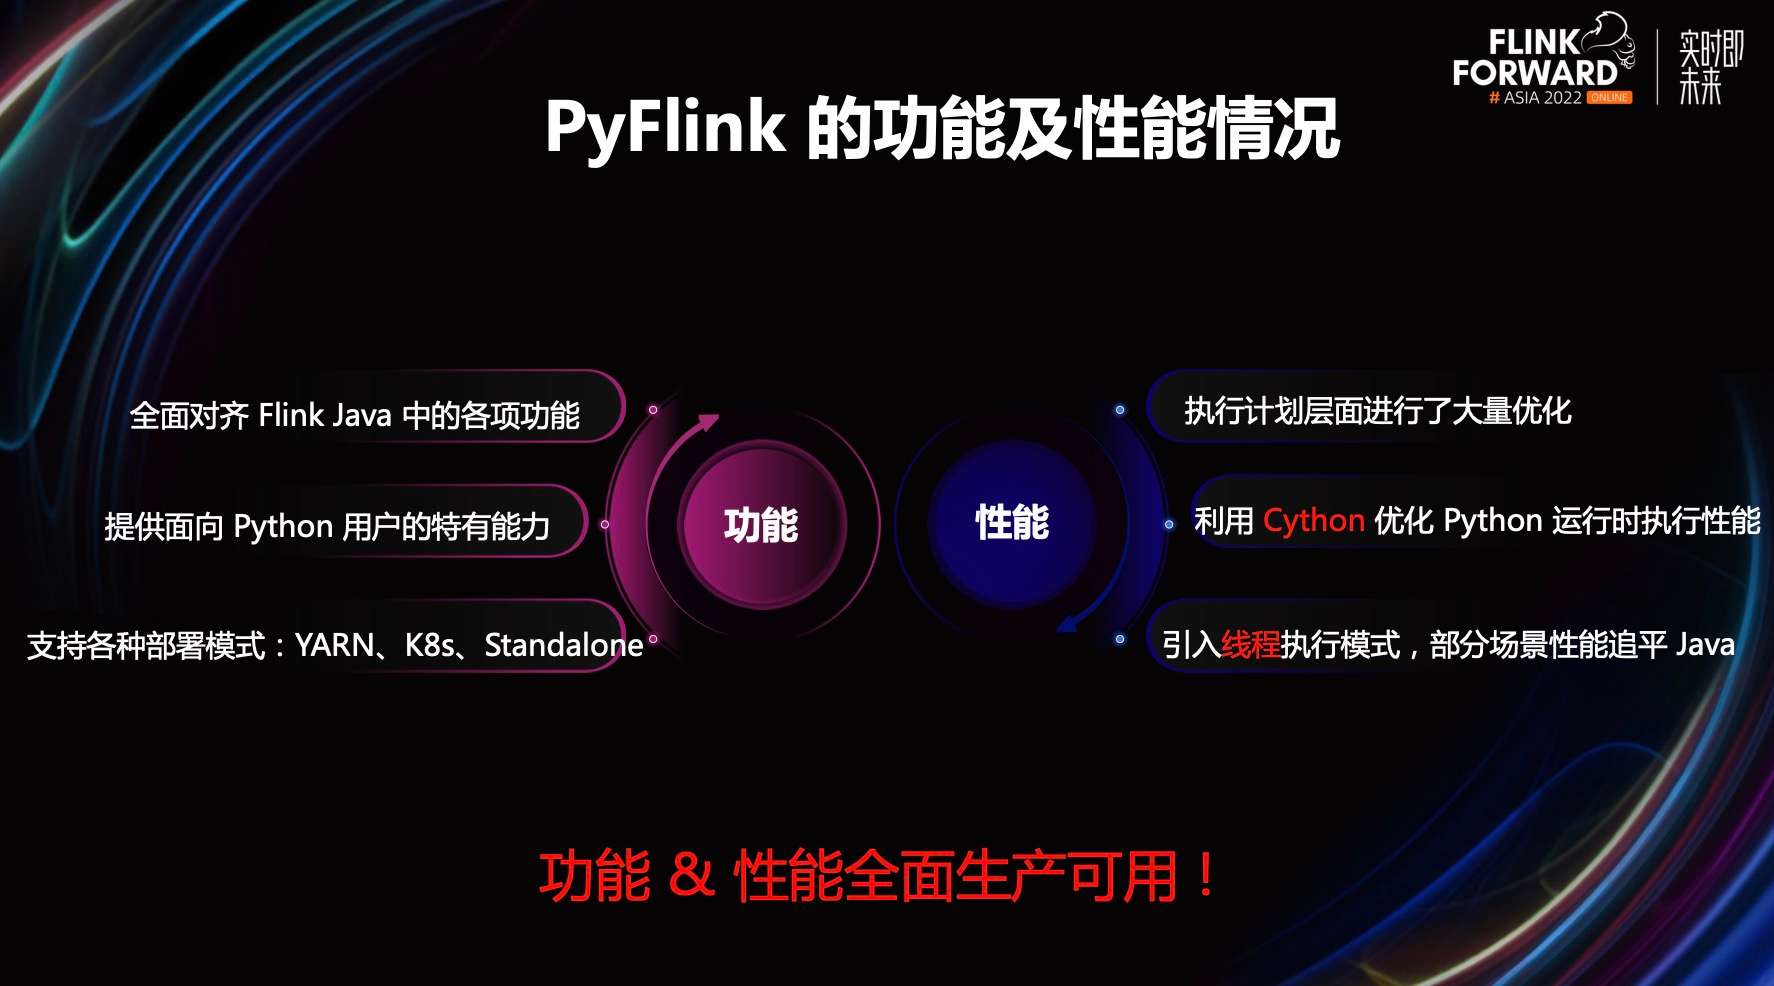 FLINK
FORWARD
# ASIA 2022 ONLINE
实时即
未来
PyFlink 的功能及性能情况
全面对齐 Flink Java 中的各项功能
提供面向 Python 用户的特有能力
支持各种部署模式：YARN、K8s、Standalone
功能
性能
执行计划层面进行了大量优化
利用 Cython 优化 Python 运行时执行性能
引入线程执行模式，部分场景性能追平 Java
功能 & 性能全面生产可用！